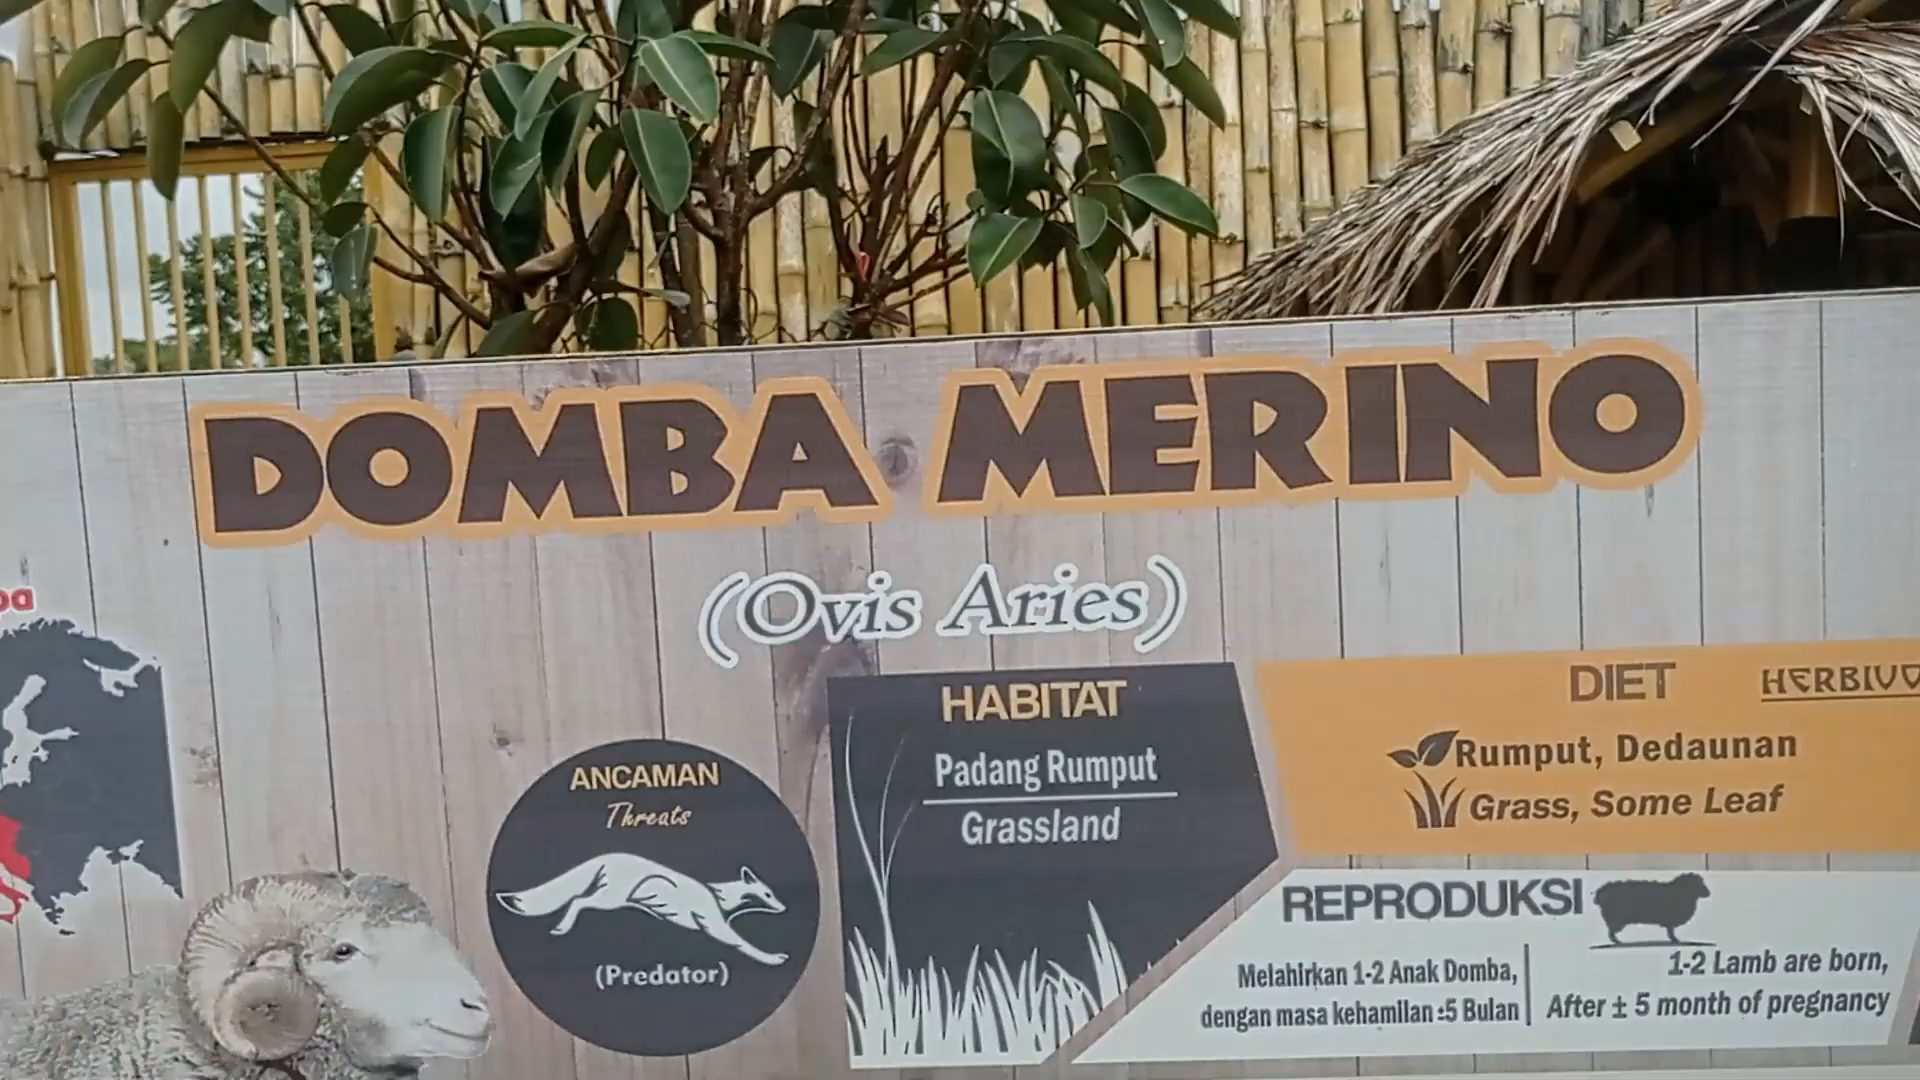 DOMBA MERINO
(Ovis Aries)
ANCAMAN
Threats
(Predator)
HABITAT
Padang Rumput
Grassland
DIET
Rumput, Dedaunan
Grass, Some Leaf
REPRODUKSI
Melahirkan 1-2 Anak Domba,
dengan masa kehamilan ±5 Bulan
1-2 Lamb are born,
After ± 5 month of pregnancy